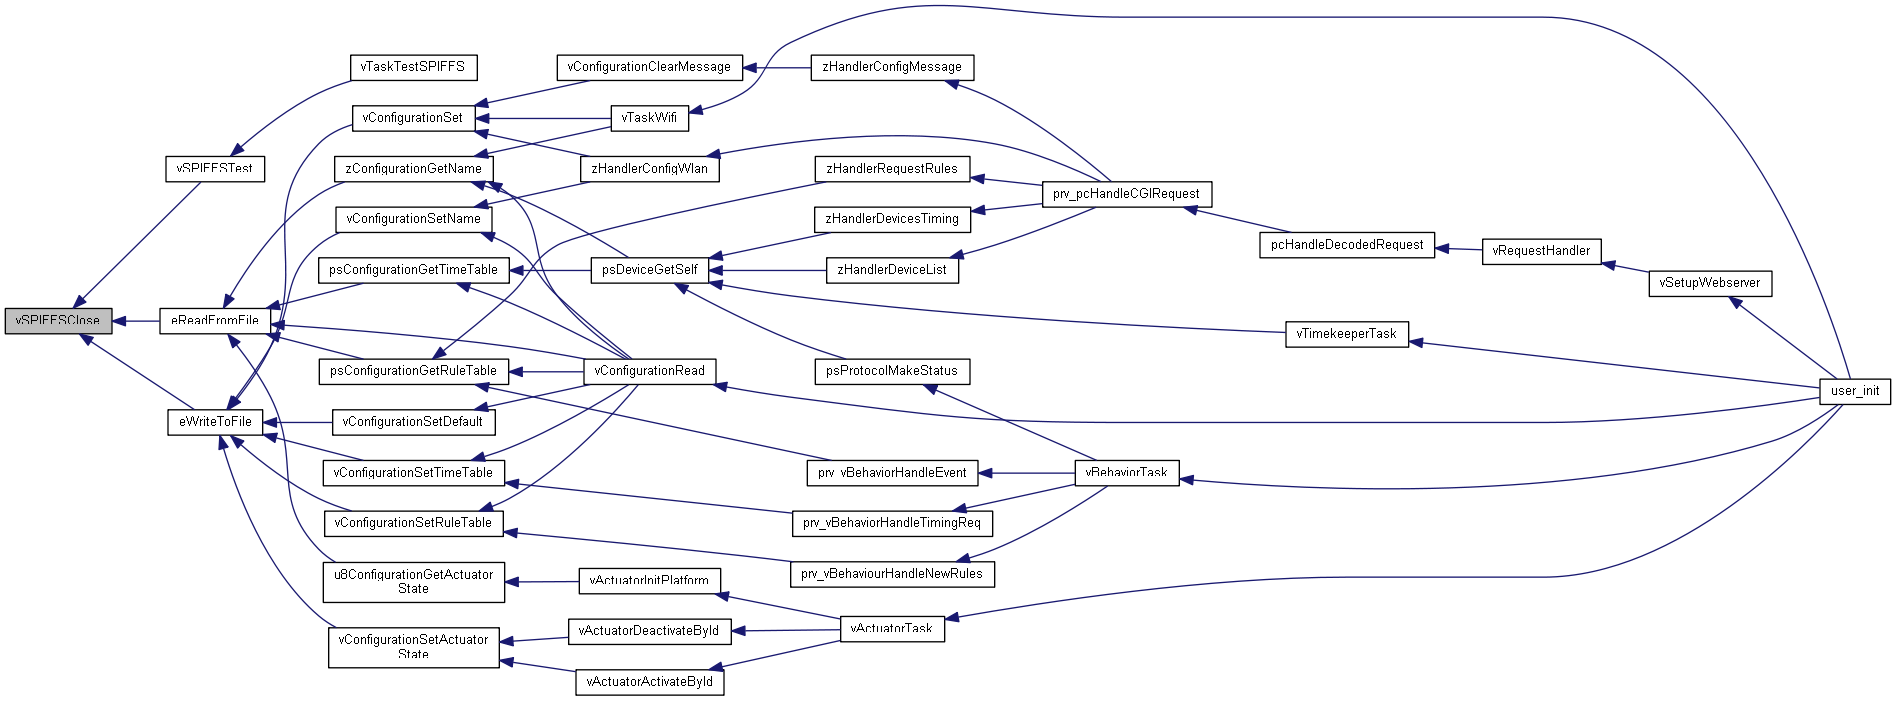 vTaskTestSPIFFS
vConfigurationClearMessage
zHandlerConfigMessage
vConfigurationSet
vTaskWifi
vSPIFFSTest
zConfigurationGetName
zHandlerConfigWlan
zHandlerRequestRules
prv_pcHandleCGIRequest
vConfigurationSetName
zHandlerDevicesTiming
pcHandleDecodedRequest
vRequestHandler
psConfigurationGetTimeTable
psDeviceGetSelf
zHandlerDeviceList
vSetupWebserver
vSPIFFSClose
eReadFromFile
vTimekeeperTask
psConfigurationGetRuleTable
vConfigurationRead
psProtocolMakeStatus
user_init
eWriteToFile
vConfigurationSetDefault
vConfigurationSetTimeTable
prv_vBehaviorHandleEvent
vBehaviorTask
vConfigurationSetRuleTable
prv_vBehaviorHandleTimingReq
u8ConfigurationGetActuator
State
vActuatorInitPlatform
prv_vBehaviourHandleNewRules
vConfigurationSetActuator
State
vActuatorDeactivateById
vActuatorTask
vActuatorActivateById